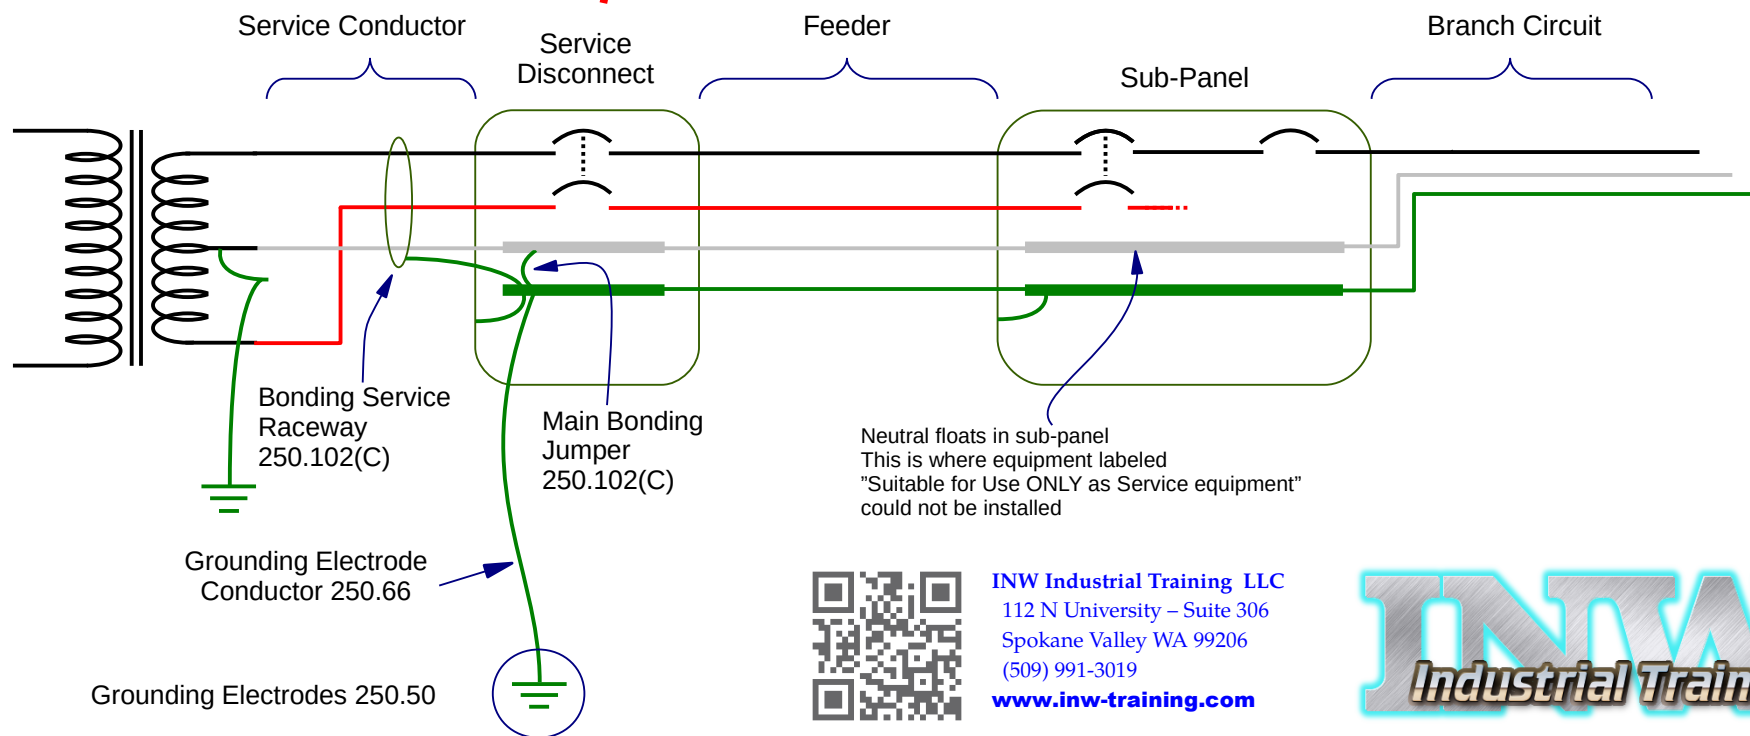 Service Conductor
Service
Disconnect
Feeder
Sub-Panel
Branch Circuit
Bonding Service
Raceway
250.102(C)
Main Bonding
Jumper
250.102(C)
Neutral floats in sub-panel
This is where equipment labeled
”Suitable for Use ONLY as Service equipment”
could not be installed
Grounding Electrode
Conductor 250.66
Grounding Electrodes 250.50
INW Industrial Training LLC
112 N University – Suite 306
Spokane Valley WA 99206
(509) 991-3019
www.inw-training.com
INW
Industrial Train